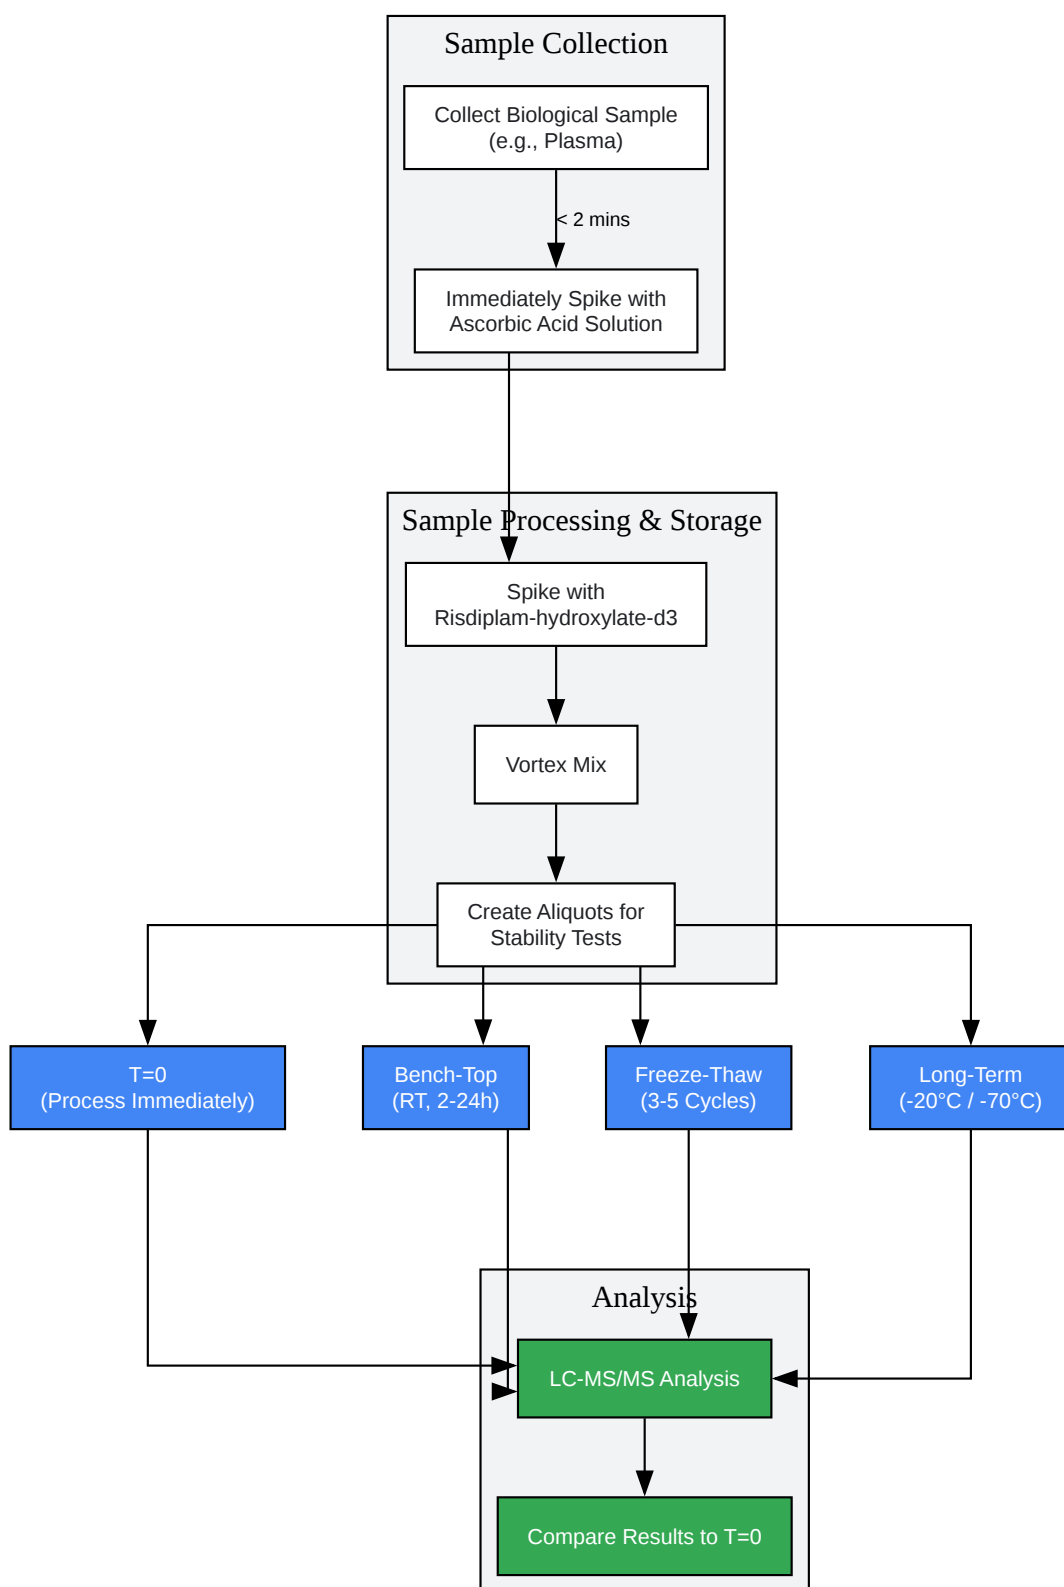 Sample Collection
Collect Biological Sample
(e.g., Plasma)
< 2 mins
Immediately Spike with
Ascorbic Acid Solution
Sample Processing & Storage
Spike with
Risdiplam-hydroxylate-d3
Vortex Mix
Create Aliquots for
Stability Tests
T=0
(Process Immediately)
Bench-Top
(RT, 2-24h)
Freeze-Thaw
(3-5 Cycles)
Long-Term
(-20°C / -70°C)
Analysis
LC-MS/MS Analysis
Compare Results to T=0